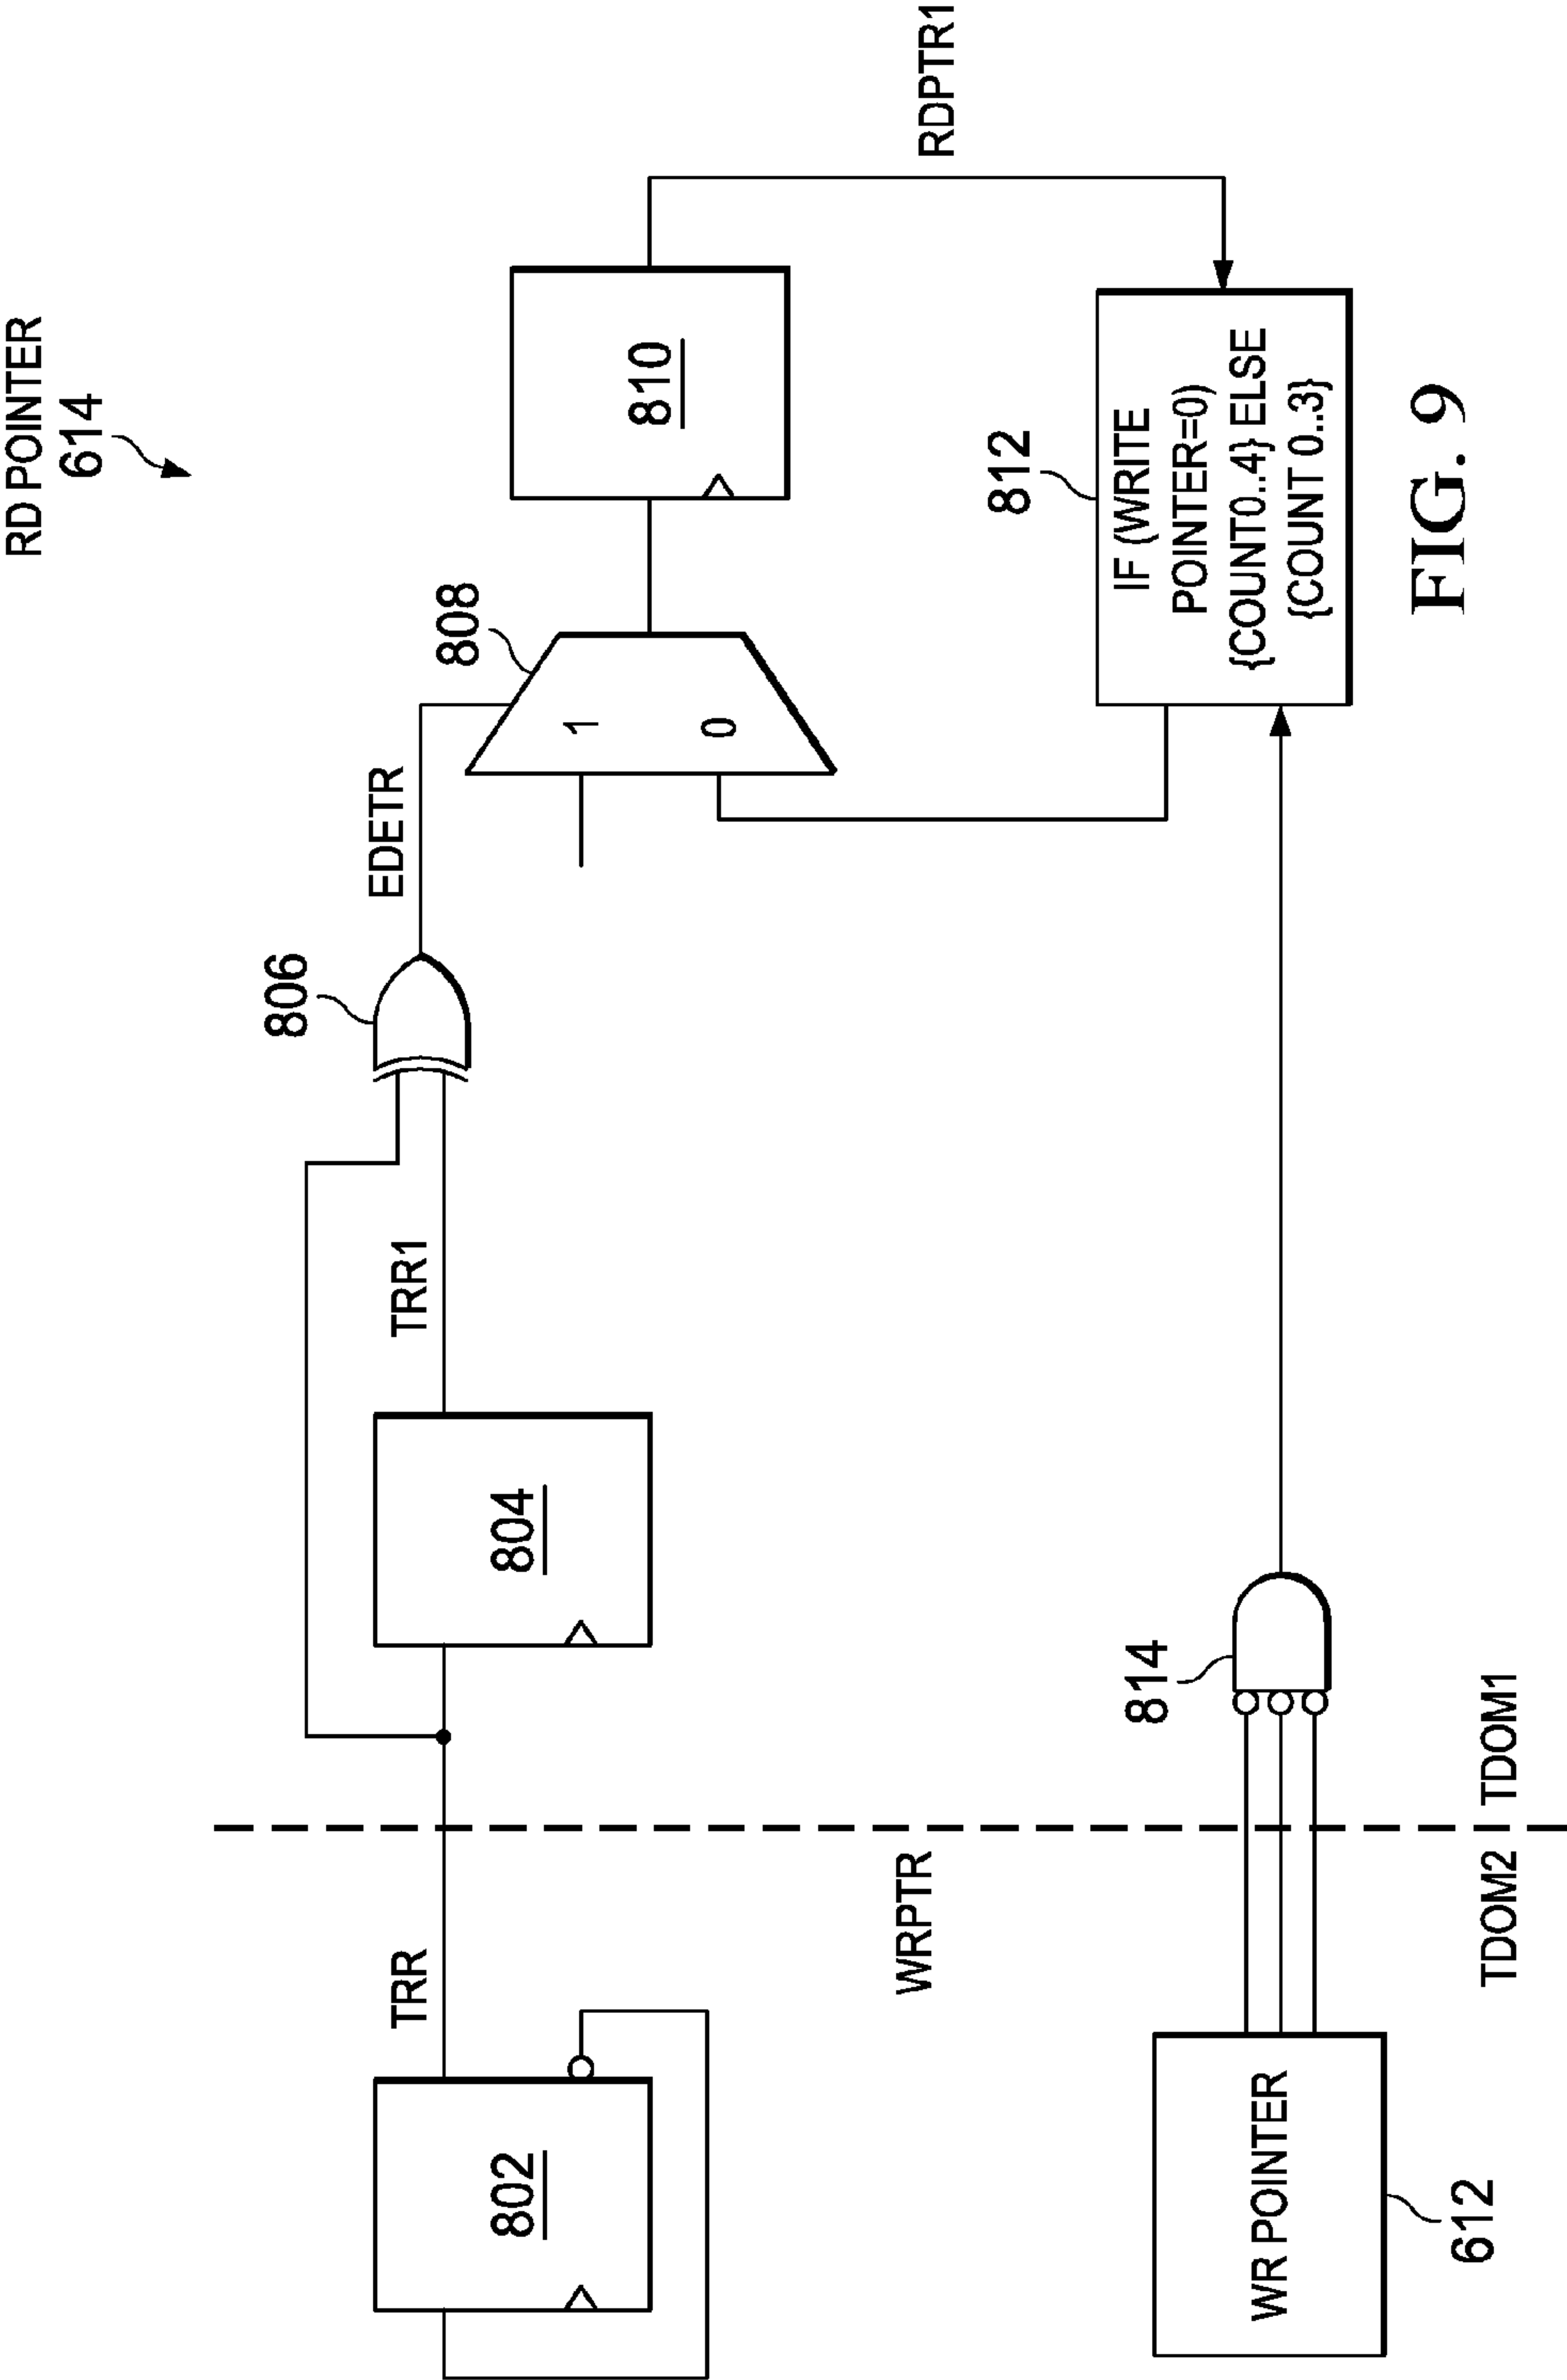 RD POINTER
614
806
EDETR
808
TRR
TRR1
802
804
1
0
810
WRPTR
RDPTR1
814
812
WR POINTER
IF (WRITE
POINTER=0)
{COUNT0..4} ELSE
{COUNT 0..3}
612
TDOM2
TDOM1
FIG. 9